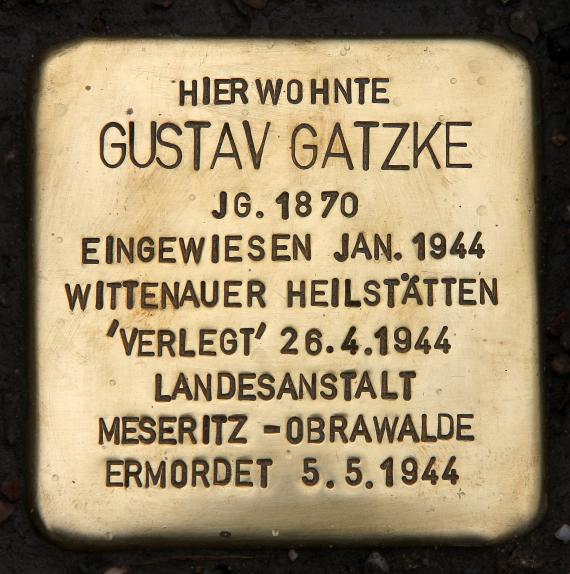 HIER WOHNTE
GUSTAV GATZKE
JG. 1870
EINGEWIESEN JAN. 1944
WITTENAUER HEILSTÄTTEN
'VERLEGT' 26.4.1944
LANDESANSTALT
MESERITZ - OBRAWALDE
ERMORDET 5.5.1944